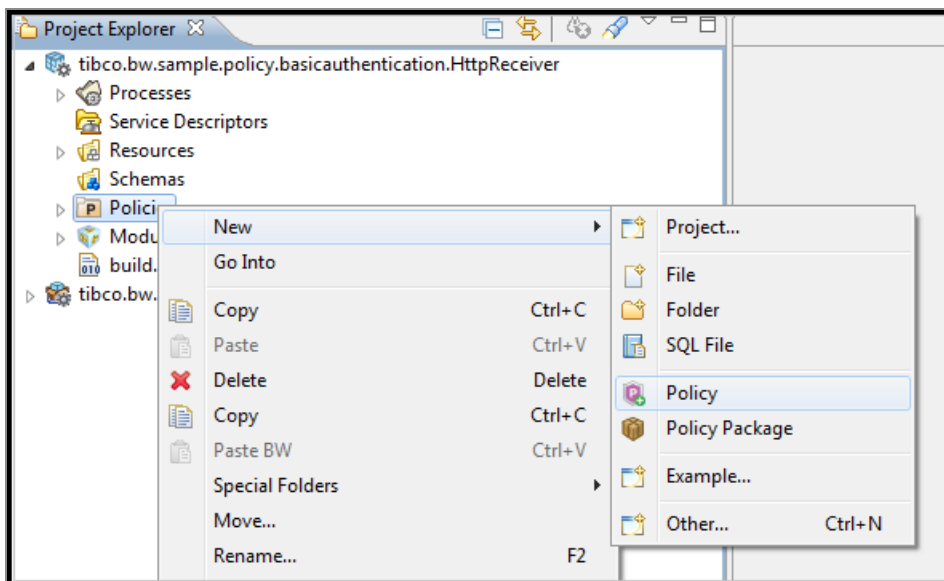 Project Explorer
tibco.bw.sample.policy.basicauthentication.HttpReceiver
Processes
Service Descriptors
Resources
Schemas
Polici
Modu
build.
tibco.bw.
New
Go Into
Copy Ctrl+C
Paste Ctrl+V
Delete Delete
Copy Ctrl+C
Paste BW Ctrl+V
Special Folders
Move...
Rename... F2
Project...
File
Folder
SQL File
Policy
Policy Package
Example...
Other... Ctrl+N